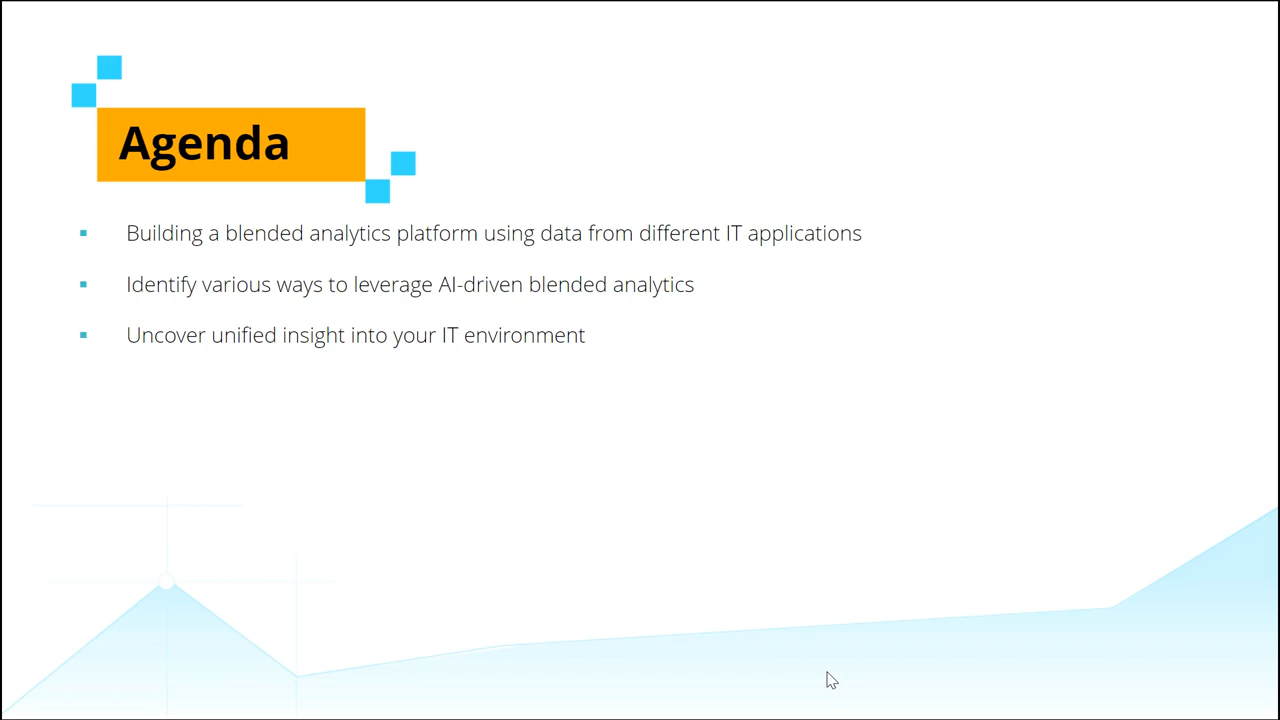 Agenda
Building a blended analytics platform using data from different IT applications
Identify various ways to leverage AI-driven blended analytics
Uncover unified insight into your IT environment